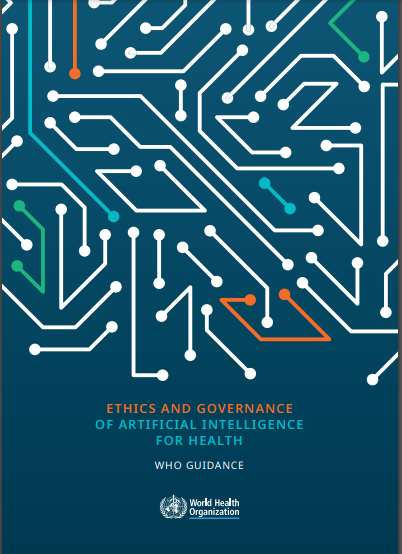 ETHICS AND GOVERNANCE
OF ARTIFICIAL INTELLIGENCE
FOR HEALTH
WHO GUIDANCE
World Health
Organization